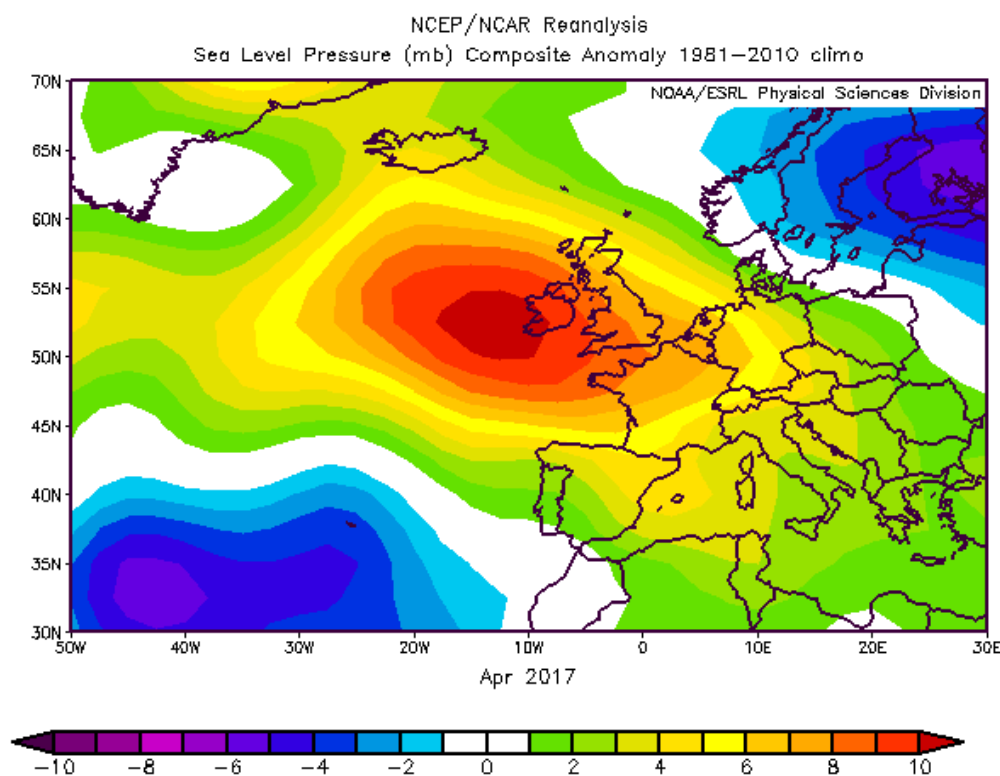 NCEP/NCAR Reanalysis
Sea Level Pressure (mb) Composite Anomaly 1981−2010 climo
NOAA/ESRL Physical Sciences Division
70N
65N
60N
55N
50N
45N
40N
35N
30N
50W 40W 30W 20W 10W 0 10E 20E 30E
Apr 2017
−10 −8 −6 −4 −2 0 2 4 6 8 10